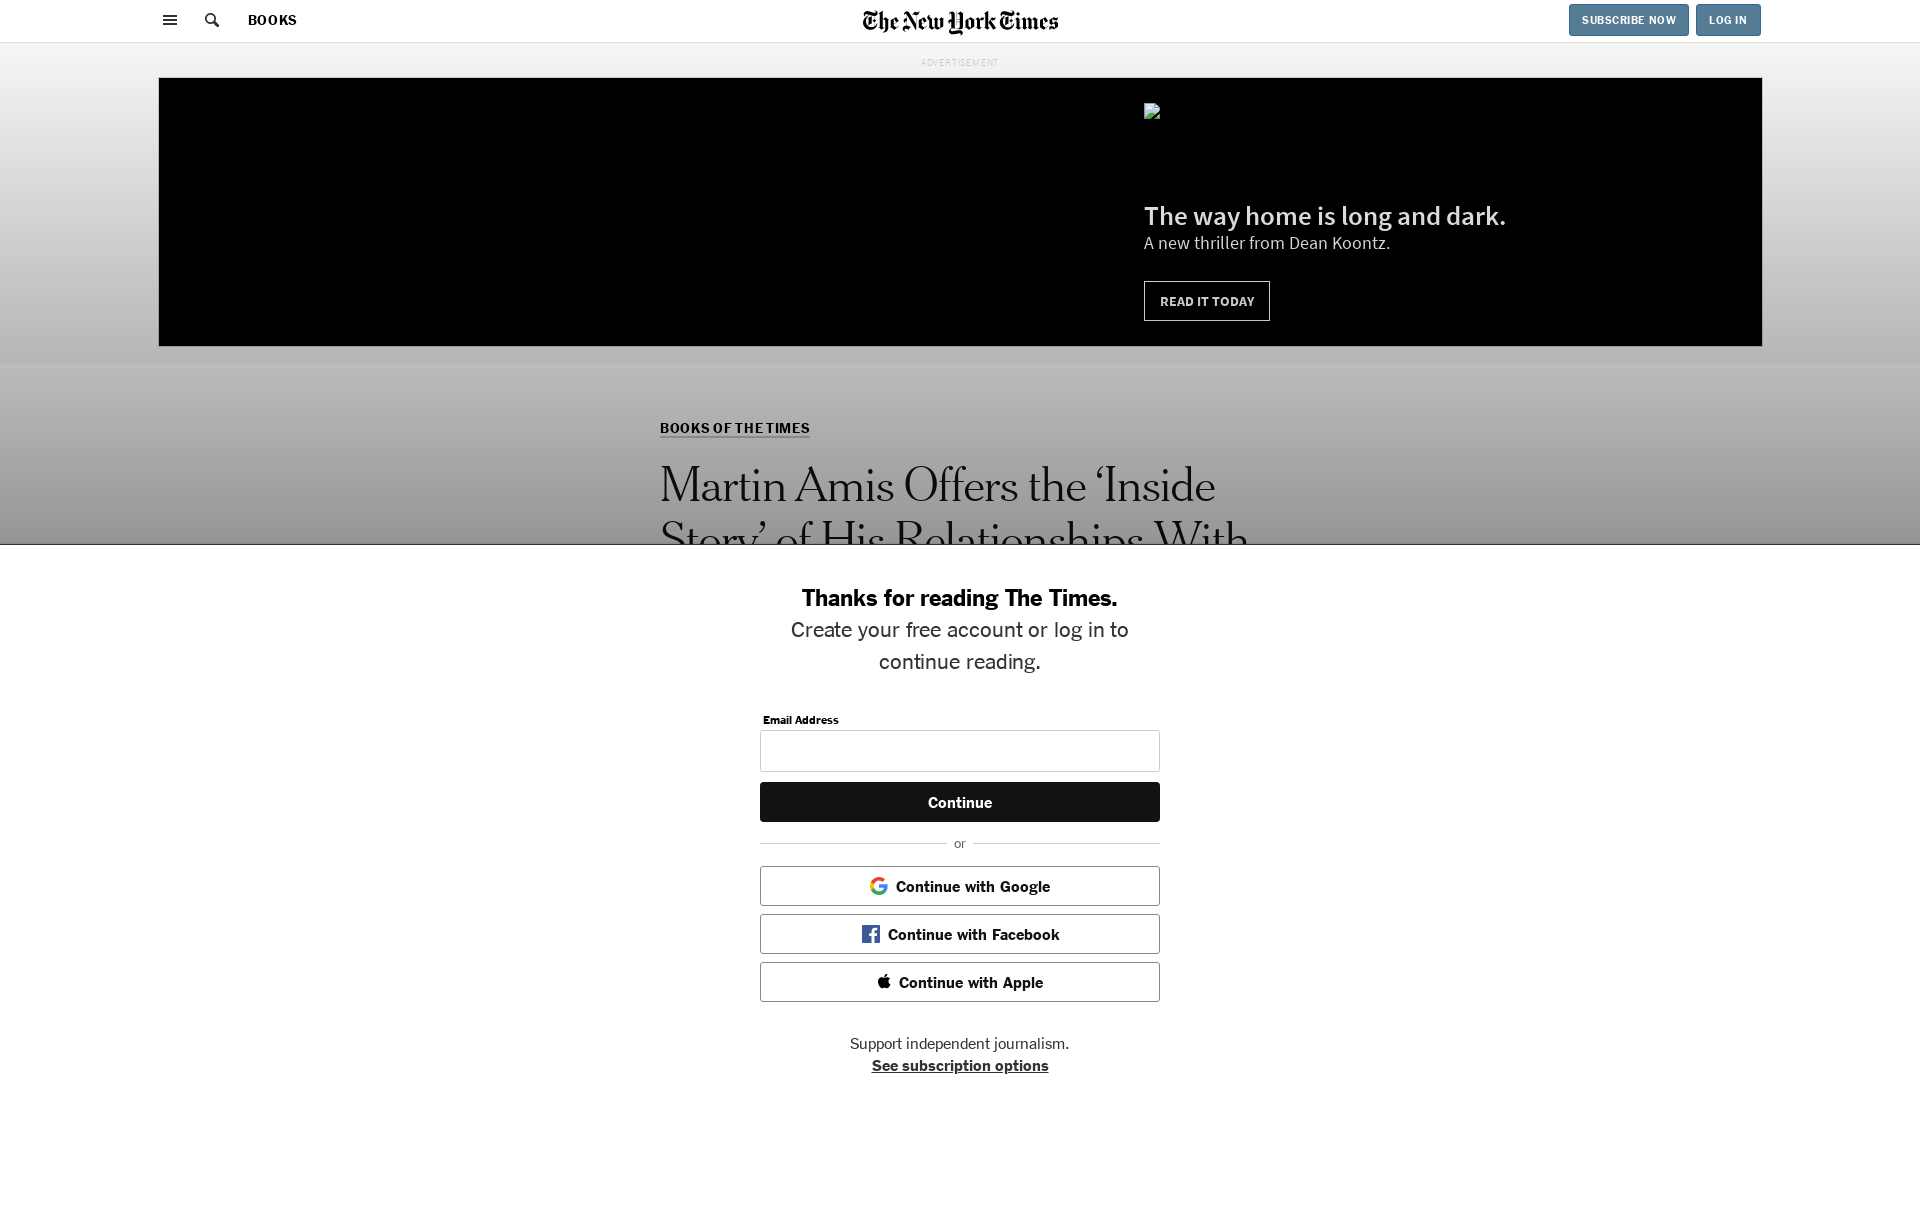 BOOKS
The New York Times
SUBSCRIBE NOW
LOG IN
ADVERTISEMENT
The way home is long and dark.
A new thriller from Dean Koontz.
READ IT TODAY
BOOKS OF THE TIMES
Martin Amis Offers the ‘Inside
Story’ of His Relationships With
Thanks for reading The Times.
Create your free account or log in to
continue reading.
Email Address
Continue
or
Continue with Google
Continue with Facebook
Continue with Apple
Support independent journalism.
See subscription options